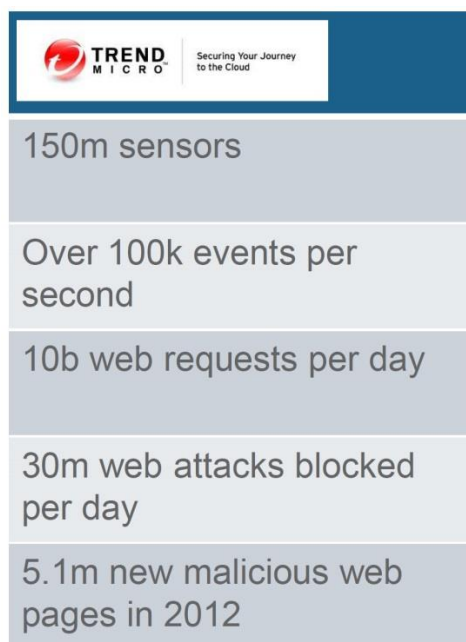 TREND
MICRO
Securing Your Journey
to the Cloud
150m sensors
Over 100k events per
second
10b web requests per day
30m web attacks blocked
per day
5.1m new malicious web
pages in 2012